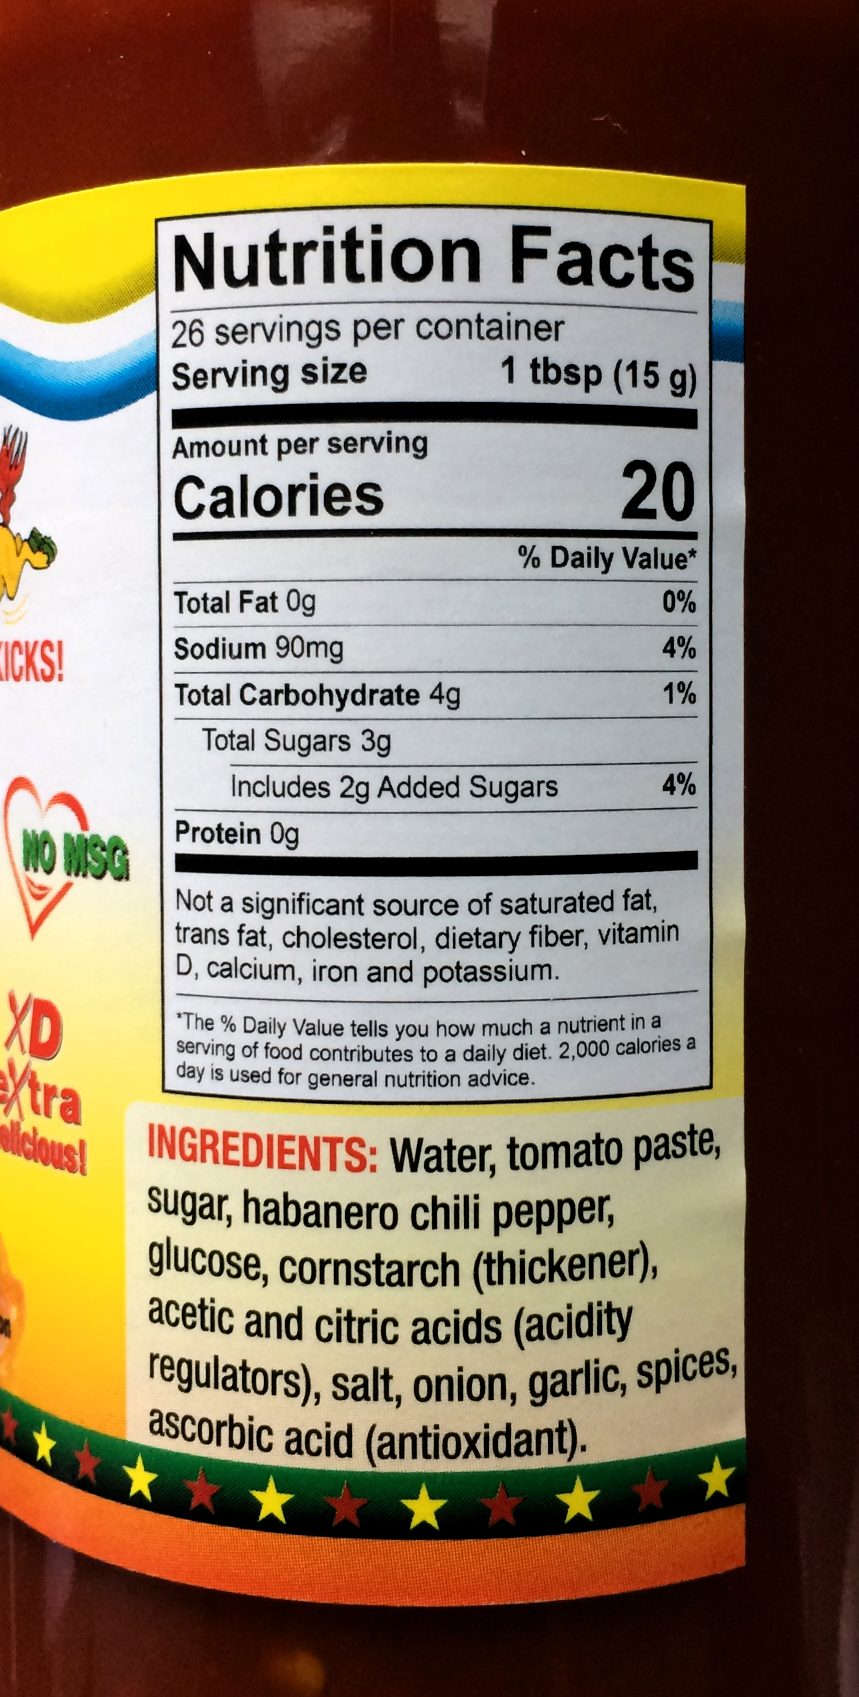 Nutrition Facts
26 servings per container
Serving size 1 tbsp (15 g)
Amount per serving
Calories 20
% Daily Value*
Total Fat 0g 0%
Sodium 90mg 4%
Total Carbohydrate 4g 1%
Total Sugars 3g
Includes 2g Added Sugars 4%
Protein 0g
Not a significant source of saturated fat,
trans fat, cholesterol, dietary fiber, vitamin
D, calcium, iron and potassium.
*The % Daily Value tells you how much a nutrient in a
serving of food contributes to a daily diet. 2,000 calories a
day is used for general nutrition advice.
INGREDIENTS: Water, tomato paste,
sugar, habanero chili pepper,
glucose, cornstarch (thickener),
acetic and citric acids (acidity
regulators), salt, onion, garlic, spices,
ascorbic acid (antioxidant).
ICKS!
NO MSG
XD
eXtra
elicious!